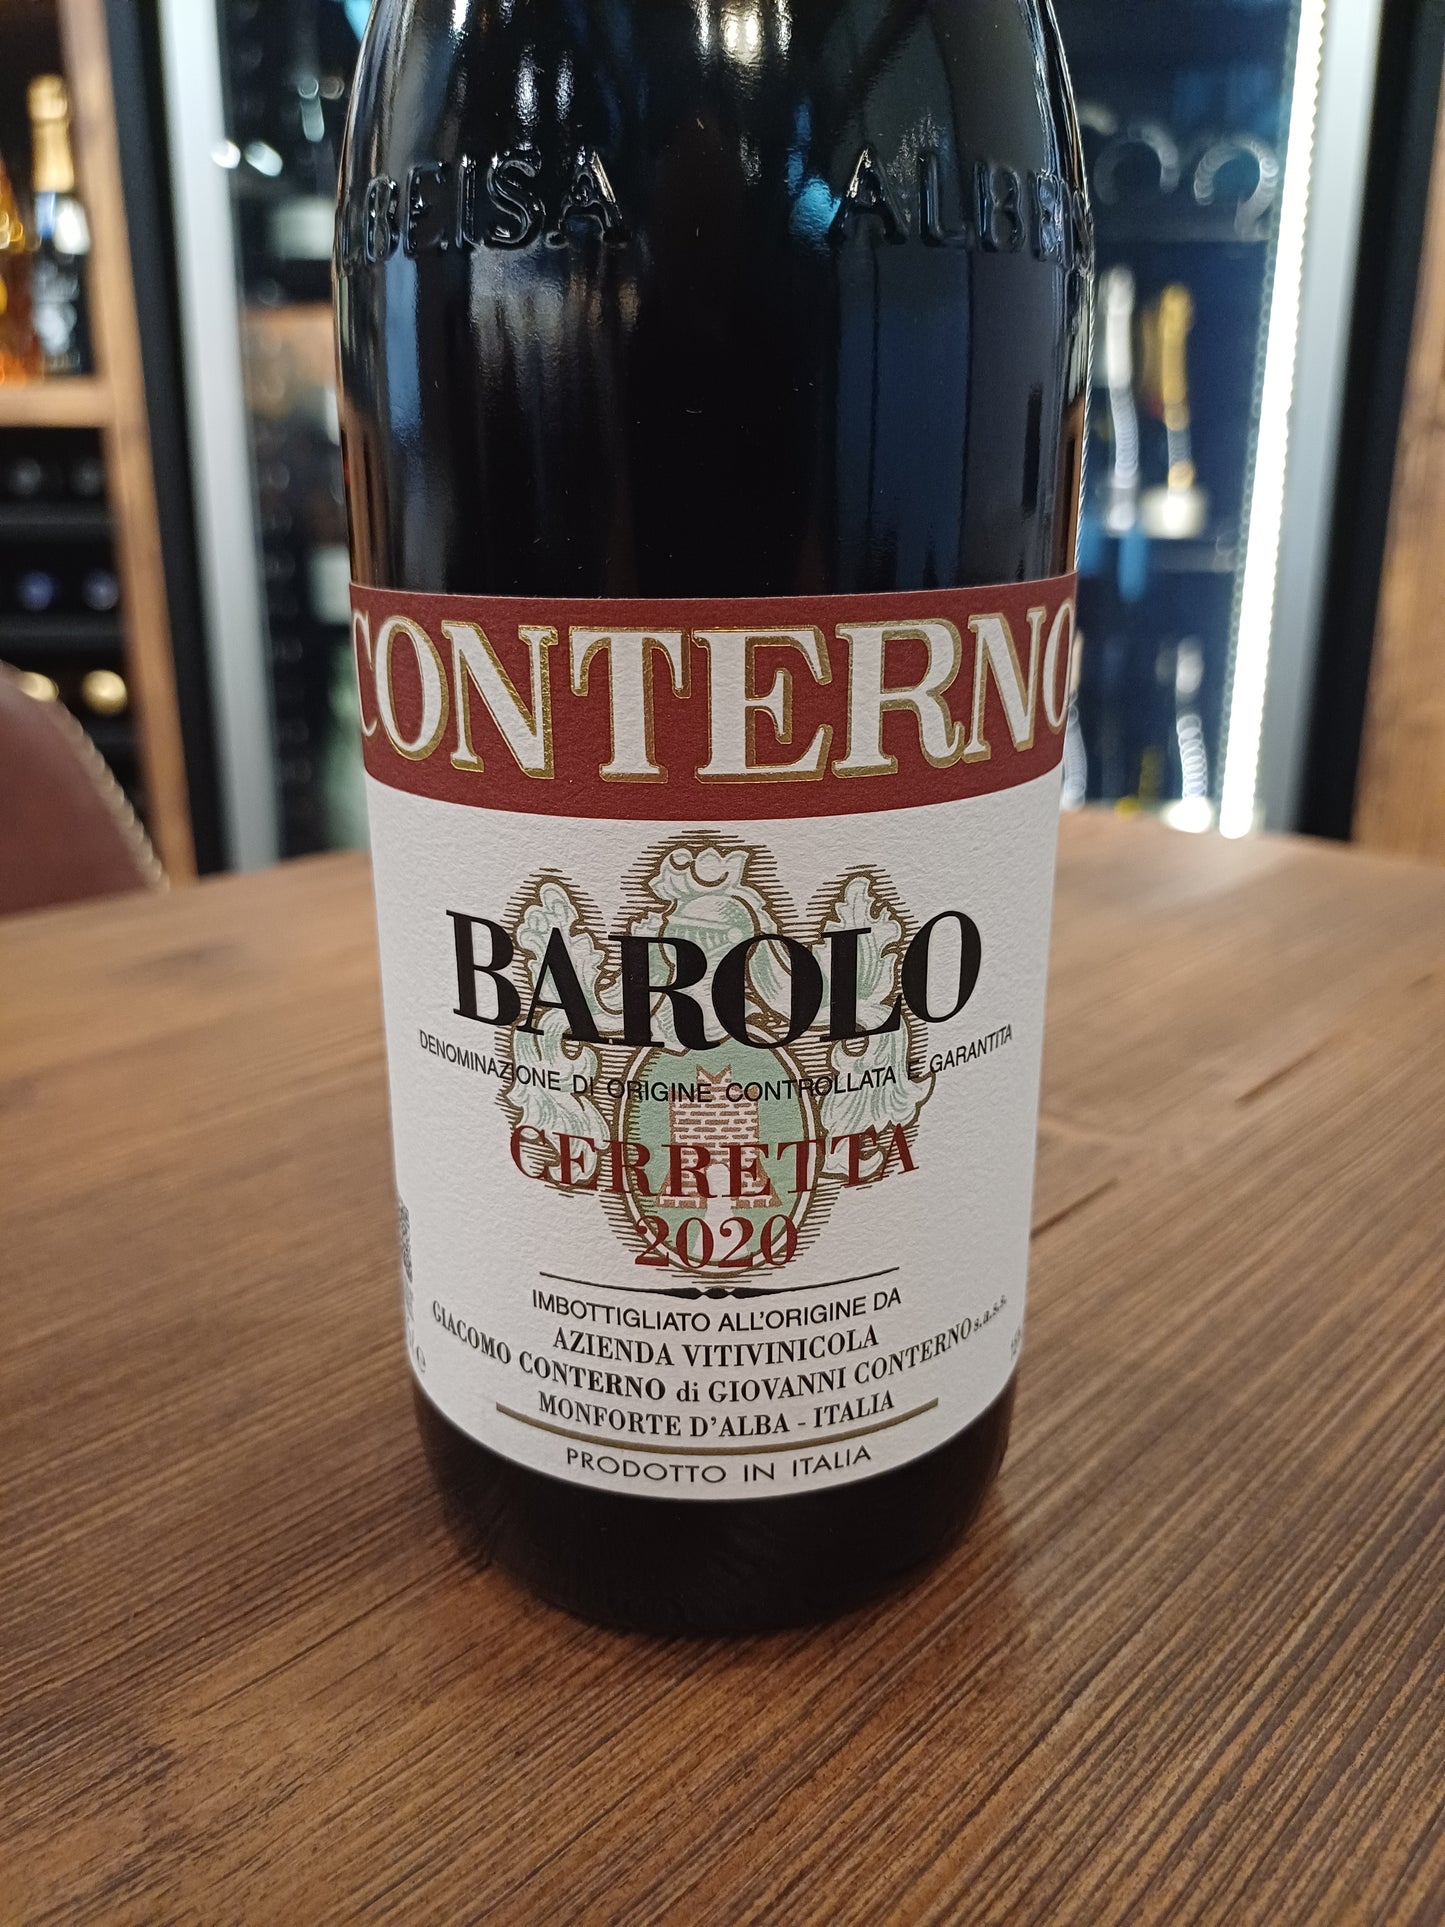 BEISA ALBE
CONTERNO
BAROLO
DENOMINAZIONE DI ORIGINE CONTROLLATA E GARANTITA
CERRETTA
2020
IMBOTTIGLIATO ALL'ORIGINE DA
AZIENDA VITIVINICOLA
GIACOMO CONTERNO di GIOVANNI CONTERNO s.a.s.
MONFORTE D'ALBA - ITALIA
PRODOTTO IN ITALIA